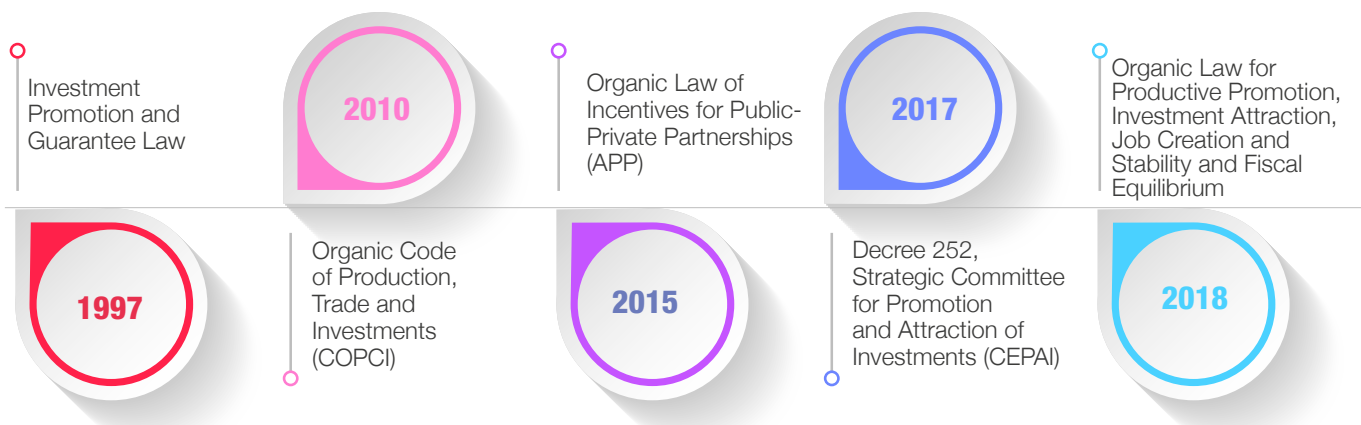 Investment
Promotion and
Guarantee Law
1997
2010
Organic Code
of Production,
Trade and
Investments
(COPCI)
Organic Law of
Incentives for Public-
Private Partnerships
(APP)
2015
2017
Decree 252,
Strategic Committee
for Promotion
and Attraction of
Investments (CEPAI)
Organic Law for
Productive Promotion,
Investment Attraction,
Job Creation and
Stability and Fiscal
Equilibrium
2018